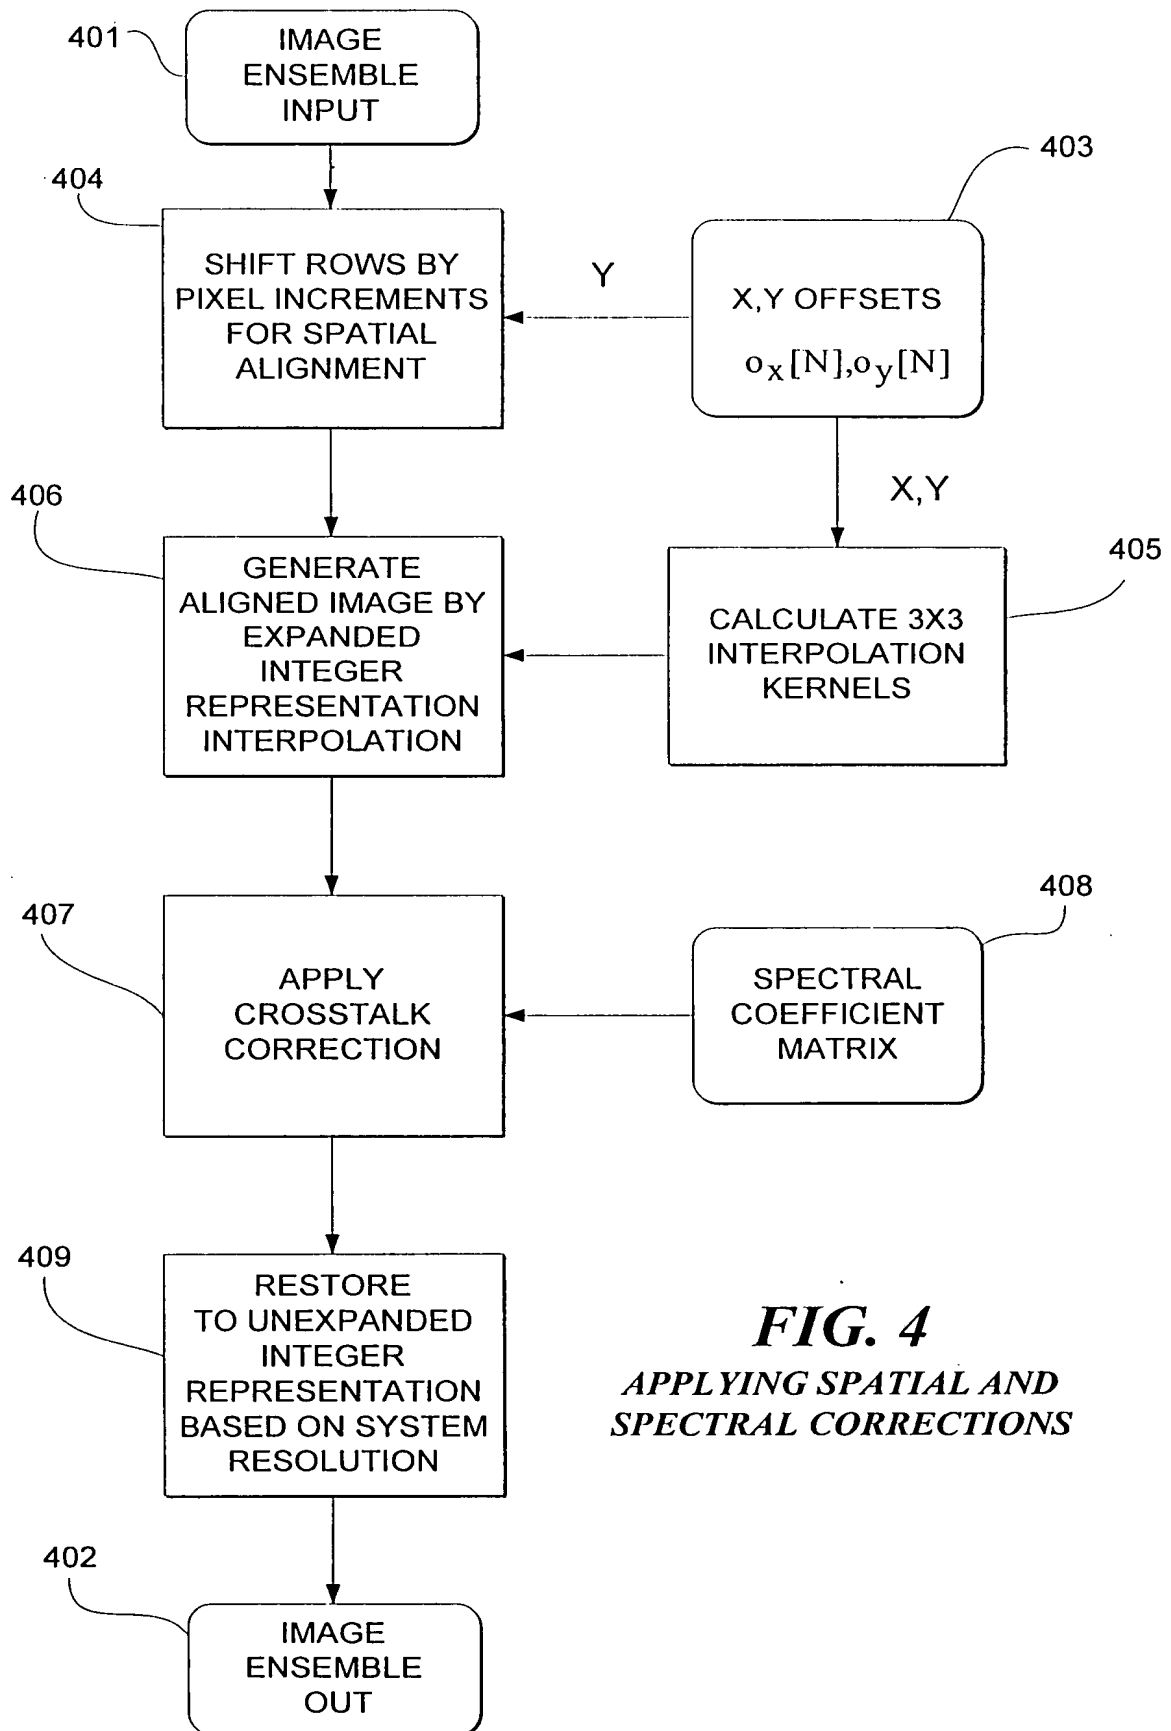 401
IMAGE
ENSEMBLE
INPUT
403
404
SHIFT ROWS BY
PIXEL INCREMENTS
FOR SPATIAL
ALIGNMENT
Y
X,Y OFFSETS
o_x[N],o_y[N]
X,Y
406
GENERATE
ALIGNED IMAGE BY
EXPANDED
INTEGER
REPRESENTATION
INTERPOLATION
405
CALCULATE 3X3
INTERPOLATION
KERNELS
407
APPLY
CROSSTALK
CORRECTION
408
SPECTRAL
COEFFICIENT
MATRIX
409
RESTORE
TO UNEXPANDED
INTEGER
REPRESENTATION
BASED ON SYSTEM
RESOLUTION
FIG. 4
APPLYING SPATIAL AND
SPECTRAL CORRECTIONS
402
IMAGE
ENSEMBLE
OUT